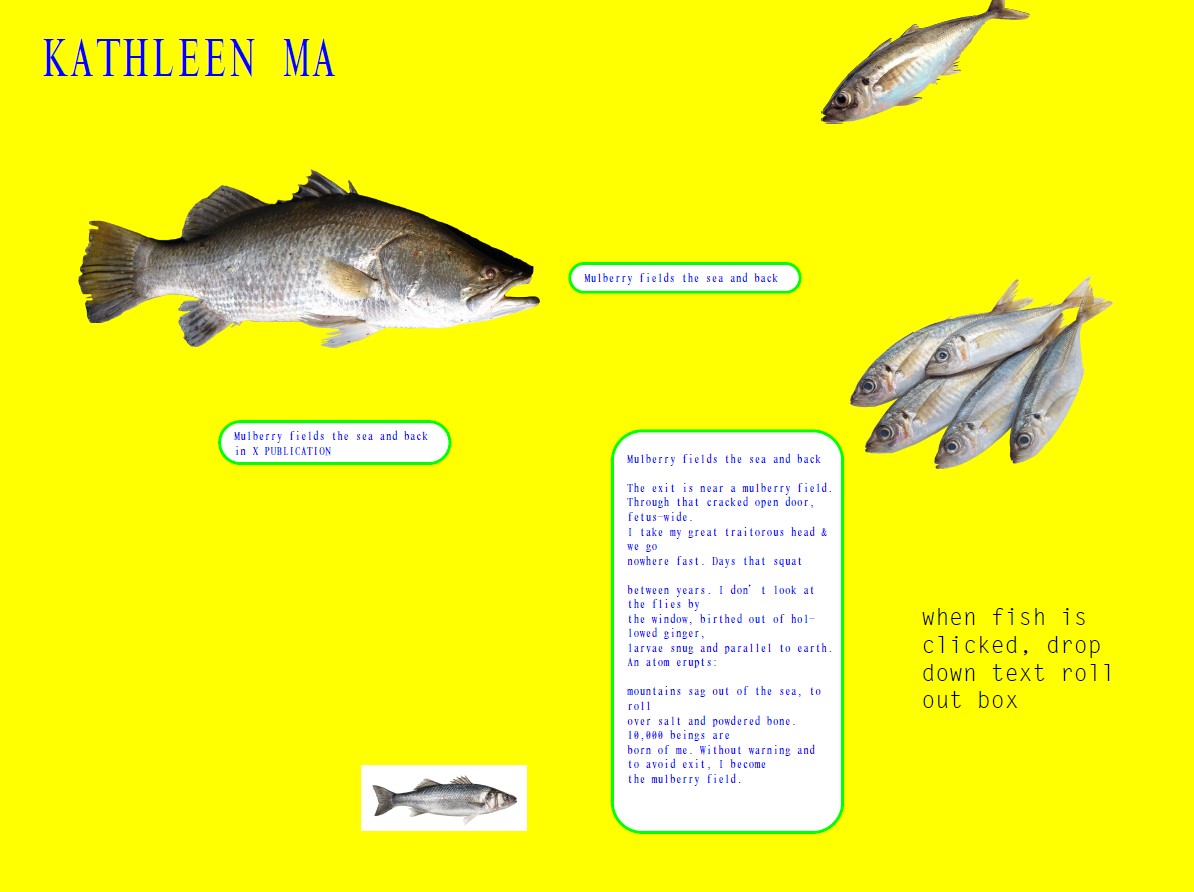 KATHLEEN MA
Mulberry fields the sea and back
Mulberry fields the sea and back
in X PUBLICATION
Mulberry fields the sea and back
The exit is near a mulberry field.
Through that cracked open door,
fetus-wide.
I take my great traitorous head &
we go
nowhere fast. Days that squat
between years. I don't look at
the flies by
the window, birthed out of hol-
lowed ginger,
larvae snug and parallel to earth.
An atom erupts:
mountains sag out of the sea, to
roll
over salt and powdered bone.
10,000 beings are
born of me. Without warning and
to avoid exit, I become
the mulberry field.
when fish is
clicked, drop
down text roll
out box